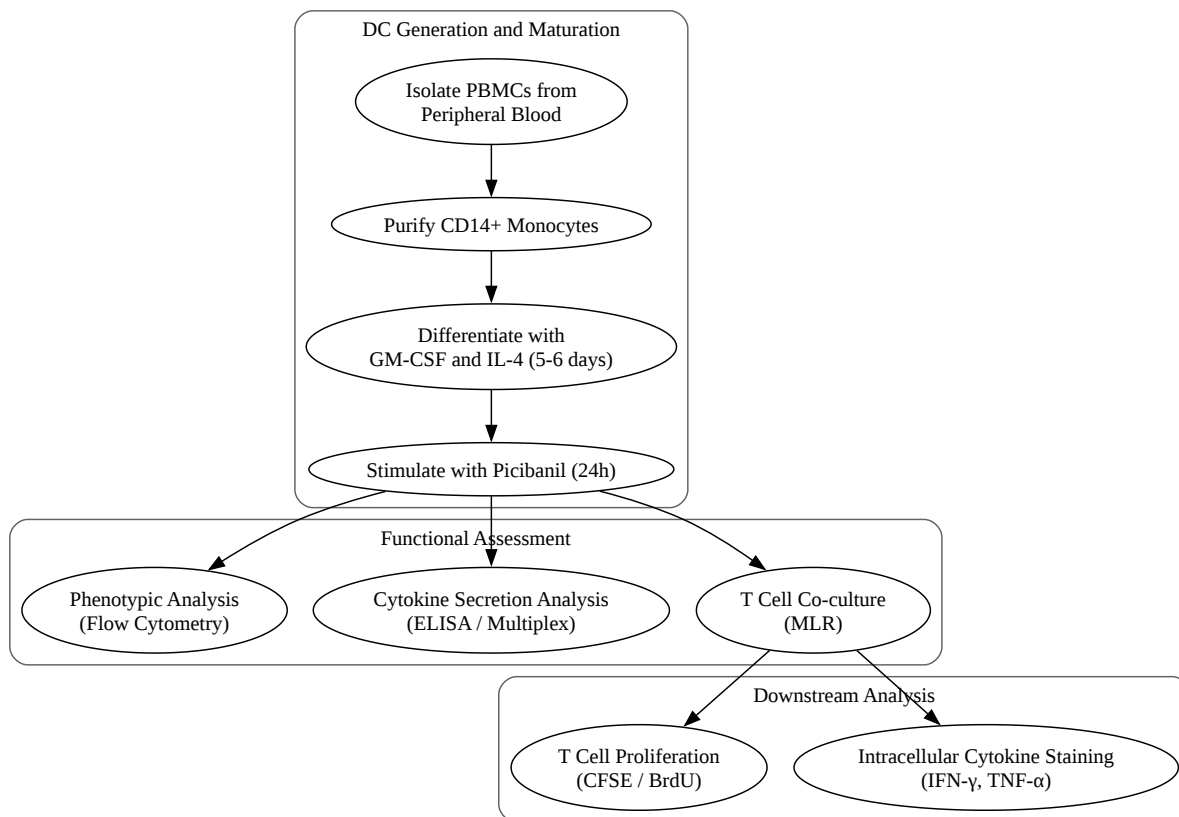 DC Generation and Maturation
Isolate PBMCs from
Peripheral Blood
Purify CD14+ Monocytes
Differentiate with
GM-CSF and IL-4 (5-6 days)
Stimulate with Picibanil (24h)
Functional Assessment
Phenotypic Analysis
(Flow Cytometry)
Cytokine Secretion Analysis
(ELISA / Multiplex)
T Cell Co-culture
(MLR)
Downstream Analysis
T Cell Proliferation
(CFSE / BrdU)
Intracellular Cytokine Staining
(IFN-γ, TNF-α)